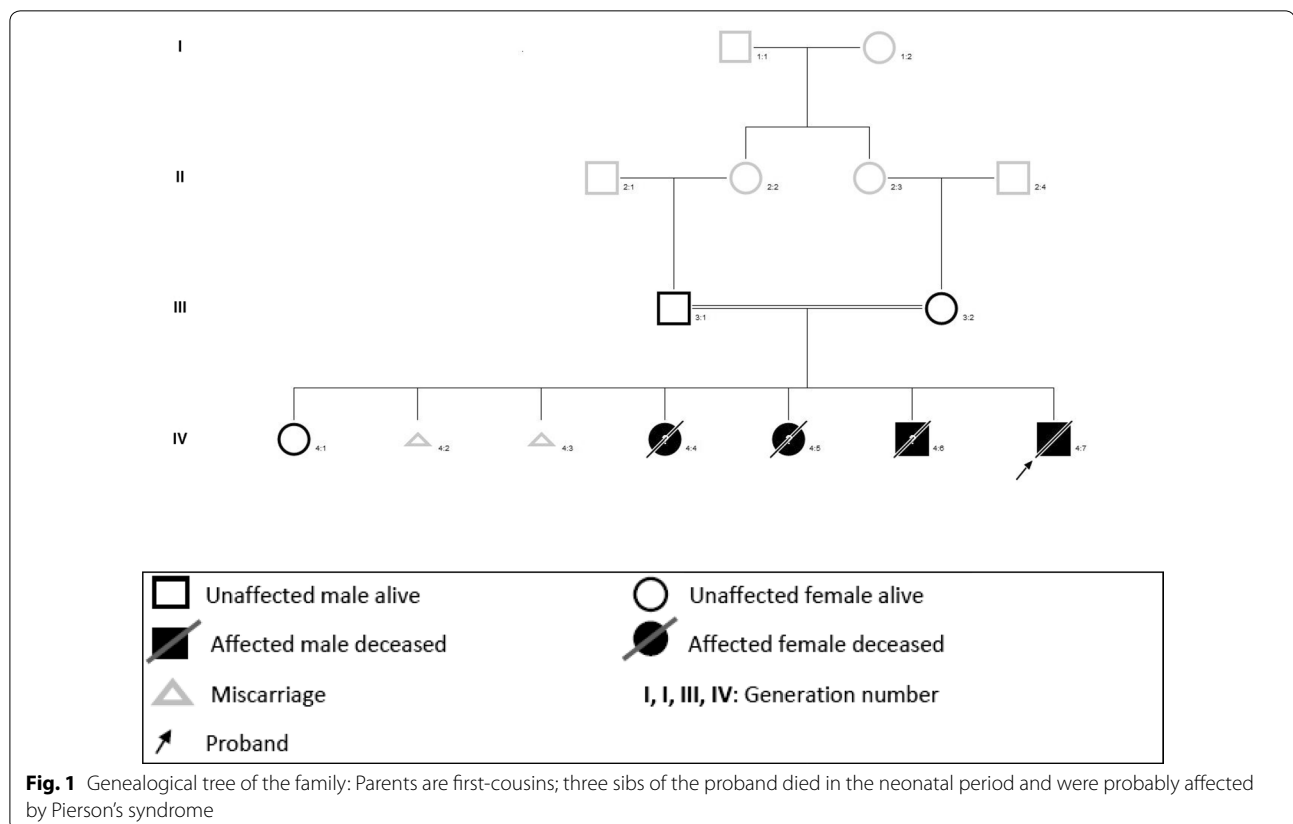 I
1:1
1:2
II
2:1
2:2
2:3
2:4
III
3:1
3:2
IV
4:1
4:2
4:3
?
4:4
?
4:5
?
4:6
4:7
Unaffected male alive
Unaffected female alive
Affected male deceased
Affected female deceased
Miscarriage
I, I, III, IV: Generation number
Proband
Fig. 1 Genealogical tree of the family: Parents are first-cousins; three sibs of the proband died in the neonatal period and were probably affected
by Pierson’s syndrome